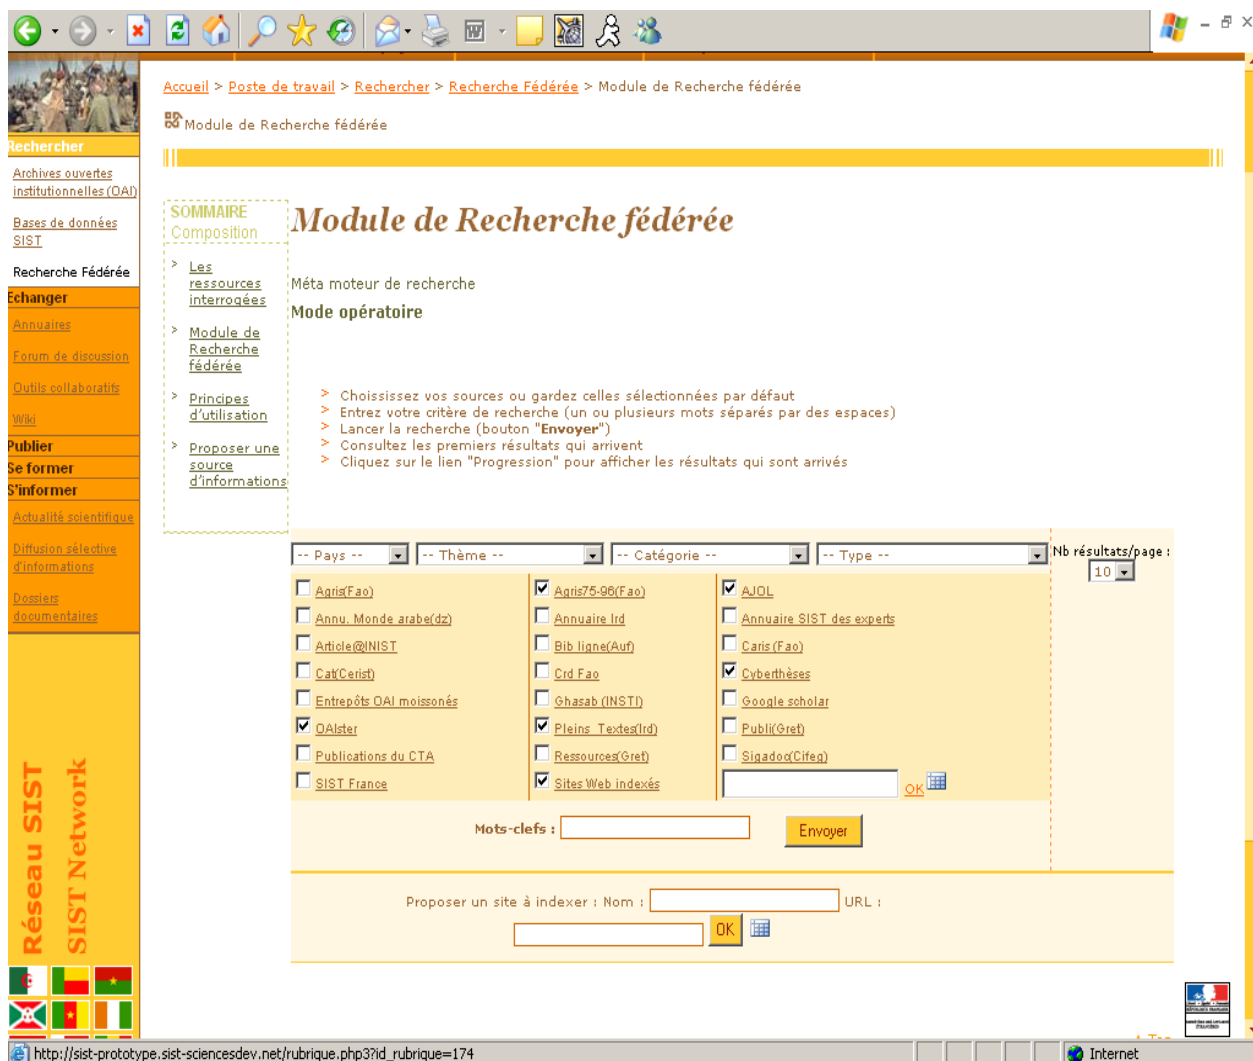 Accueil > Poste de travail > Rechercher > Recherche Fédérée > Module de Recherche fédérée
Module de Recherche fédérée
Rechercher
Archives ouvertes
institutionnelles (OAI)
Bases de données
SIST
Recherche Fédérée
Echanger
Annuaires
Forum de discussion
Outils collaboratifs
Wiki
Publier
Se former
S'informer
Actualité scientifique
Diffusion sélective
d'informations
Dossiers
documentaires
Réseau SIST
SIST Network
SOMMAIRE
Composition
> Les
ressources
interrogées
> Module de
Recherche
fédérée
> Principes
d'utilisation
> Proposer une
source
d'informations
Module de Recherche fédérée
Méta moteur de recherche
Mode opératoire
> Choississez vos sources ou gardez celles sélectionnées par défaut
> Entrez votre critère de recherche (un ou plusieurs mots séparés par des espaces)
> Lancer la recherche (bouton "Envoyer")
> Consultez les premiers résultats qui arrivent
> Cliquez sur le lien "Progression" pour afficher les résultats qui sont arrivés
-- Pays -- -- Thème -- -- Catégorie -- -- Type -- Nb résultats/page :
10
Agris(Fao) Agris75-96(Fao) AJOL
Annu. Monde arabe(dz) Annuaire Ird Annuaire SIST des experts
Article@INIST Bib ligne(Auf) Caris (Fao)
Cat(Cerist) Crd Fao Cyberthèses
Entrepôts OAI moissonés Ghasab (INSTI) Google scholar
OAIster Pleins_Textes(Ird) Publi(Gret)
Publications du CTA Ressources(Gret) Sigadoc(Cifeg)
SIST France Sites Web indexés OK
Mots-clefs : Envoyer
Proposer un site à indexer : Nom : URL :
OK
http://sist-prototype.sist-sciencesdev.net/rubrique.php3?id_rubrique=174 Internet